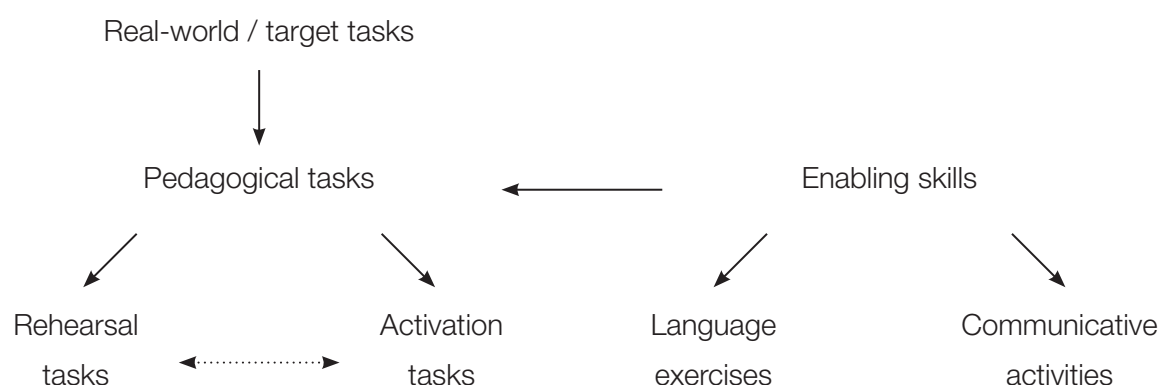 Real-world / target tasks
Pedagogical tasks
Enabling skills
Rehearsal
tasks
Activation
tasks
Language
exercises
Communicative
activities